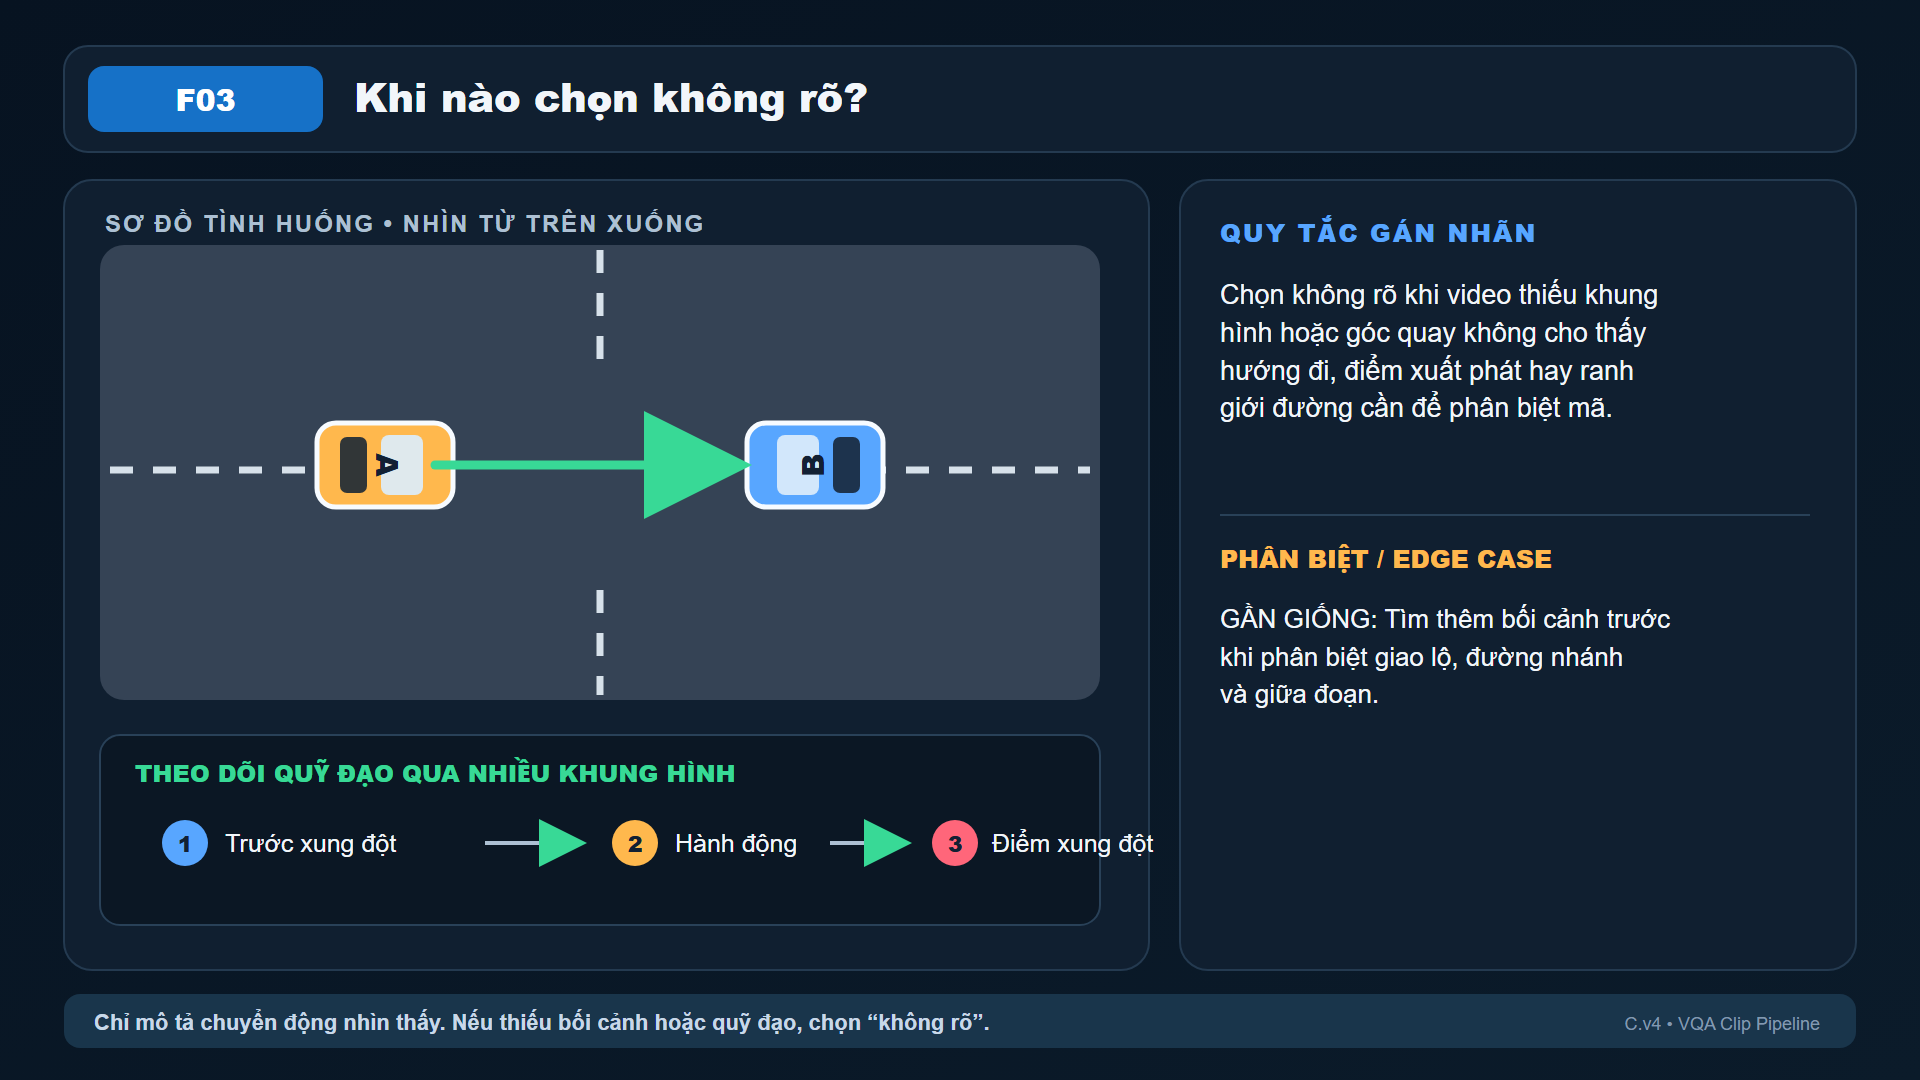 F03
Khi nào chọn không rõ?
SƠ ĐỒ TÌNH HUỐNG • NHÌN TỪ TRÊN XUỐNG
A
B
THEO DÕI QUỸ ĐẠO QUA NHIỀU KHUNG HÌNH
1 Trước xung đột
2 Hành động
3 Điểm xung đột
QUY TẮC GÁN NHÃN
Chọn không rõ khi video thiếu khung
hình hoặc góc quay không cho thấy
hướng đi, điểm xuất phát hay ranh
giới đường cần để phân biệt mã.
PHÂN BIỆT / EDGE CASE
GẦN GIỐNG: Tìm thêm bối cảnh trước
khi phân biệt giao lộ, đường nhánh
và giữa đoạn.
Chỉ mô tả chuyển động nhìn thấy. Nếu thiếu bối cảnh hoặc quỹ đạo, chọn “không rõ”.
C.v4 • VQA Clip Pipeline